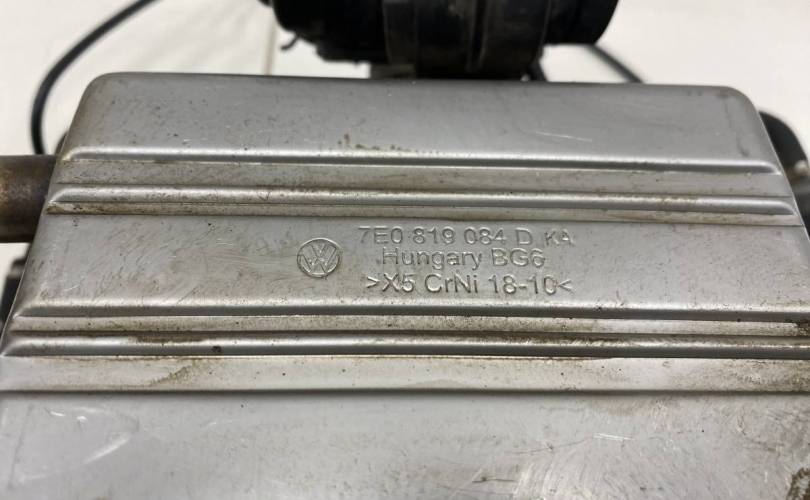 7E0 819 084 D KA
Hungary BG6
>X5 CrNi 18-10<